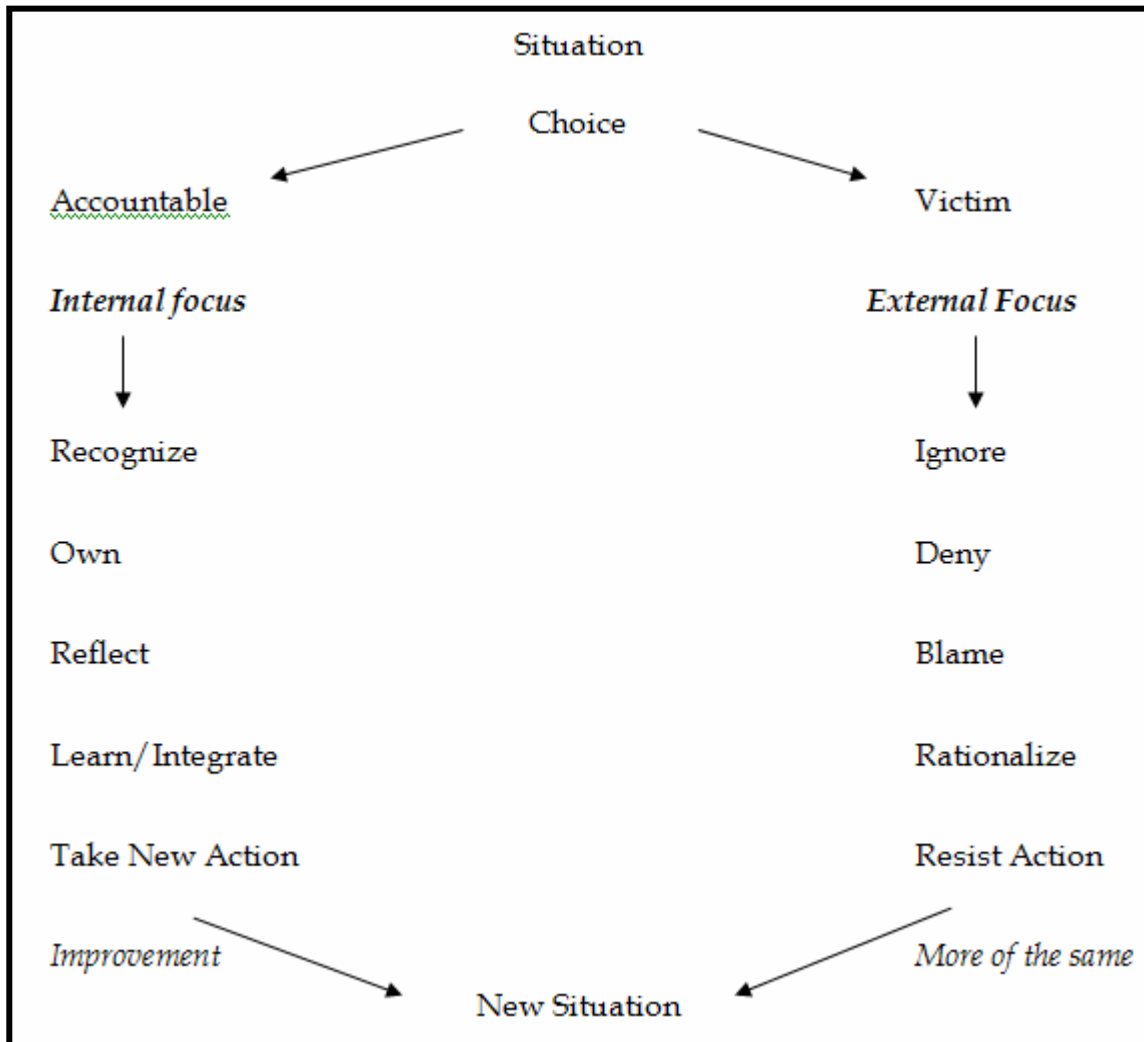 Situation
Choice
Accountable
Victim
Internal focus
External Focus
Recognize
Ignore
Own
Deny
Reflect
Blame
Learn/Integrate
Rationalize
Take New Action
Resist Action
Improvement
More of the same
New Situation